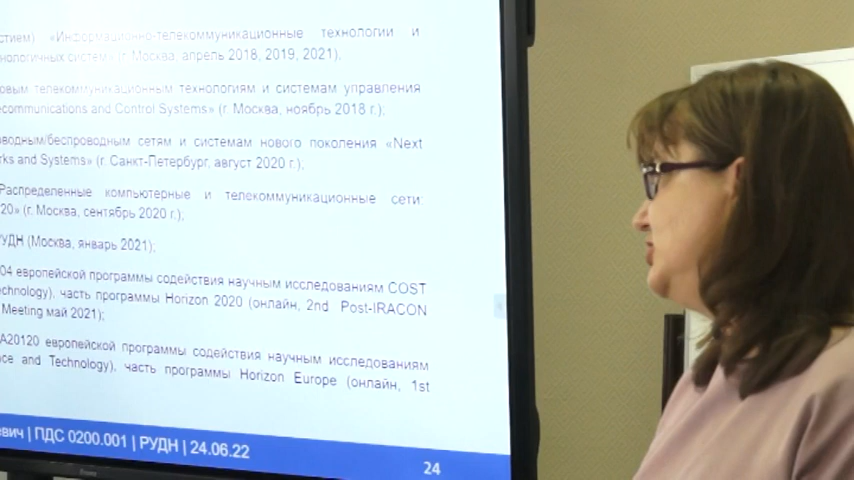 стием) «Информационно-телекоммуникационные технологии и
нологичных систем» (г. Москва, апрель 2018, 2019, 2021);
овым телекоммуникационным технологиям и системам управления
ecommunications and Control Systems» (г. Москва, ноябрь 2018 г.);
водным/беспроводным сетям и системам нового поколения «Next
rks and Systems» (г. Санкт-Петербург, август 2020 г.);
Распределенные компьютерные и телекоммуникационные сети:
20» (г. Москва, сентябрь 2020 г.);
РУДН (Москва, январь 2021);
04 европейской программы содействия научным исследованиям COST
echnology), часть программы Horizon 2020 (онлайн, 2nd Post-IRACON
Meeting май 2021);
A20120 европейской программы содействия научным исследованиям
ce and Technology), часть программы Horizon Europe (онлайн, 1st
евич | ПДС 0200.001 | РУДН | 24.06.22
24